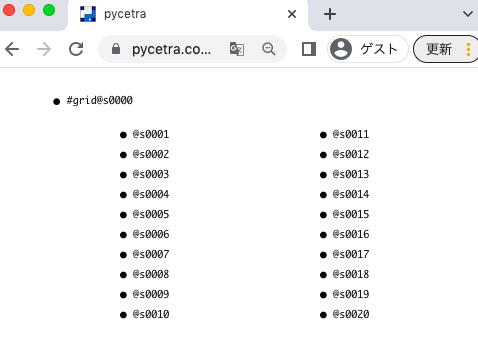 pycetra
pycetra.co...
ゲスト
更新
#grid@s0000
@s0001
@s0002
@s0003
@s0004
@s0005
@s0006
@s0007
@s0008
@s0009
@s0010
@s0011
@s0012
@s0013
@s0014
@s0015
@s0016
@s0017
@s0018
@s0019
@s0020